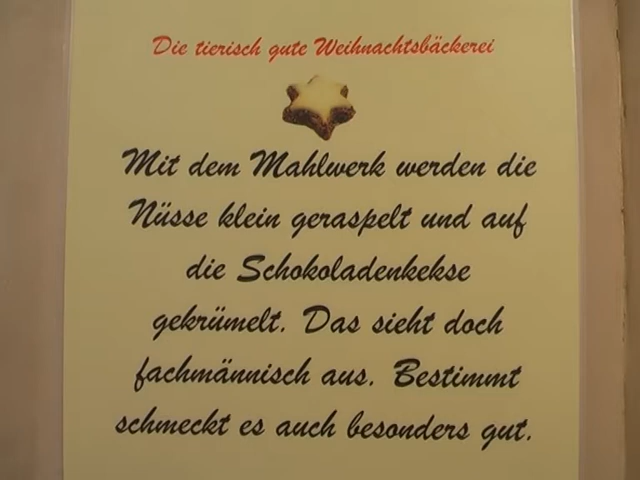 Die tierisch gute Weihnachtsbäckerei
Mit dem Mahlwerk werden die
Nüsse klein geraspelt und auf
die Schokoladenkekse
gekrümelt. Das sieht doch
fachmännisch aus. Bestimmt
schmeckt es auch besonders gut.